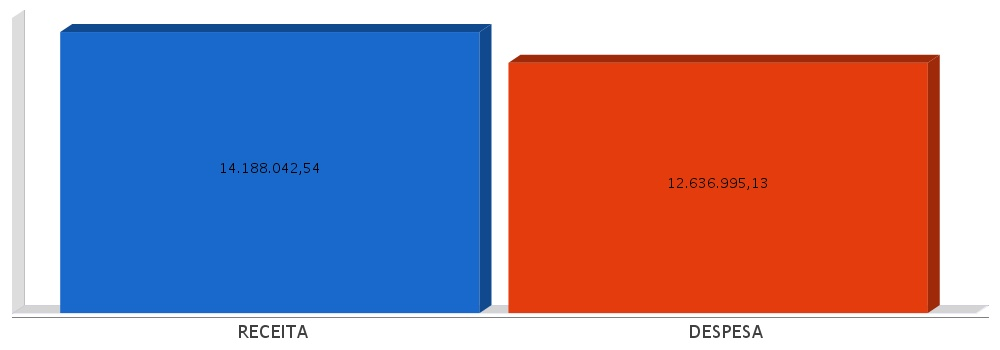 14.188.042,54
12.636.995,13
RECEITA
DESPESA